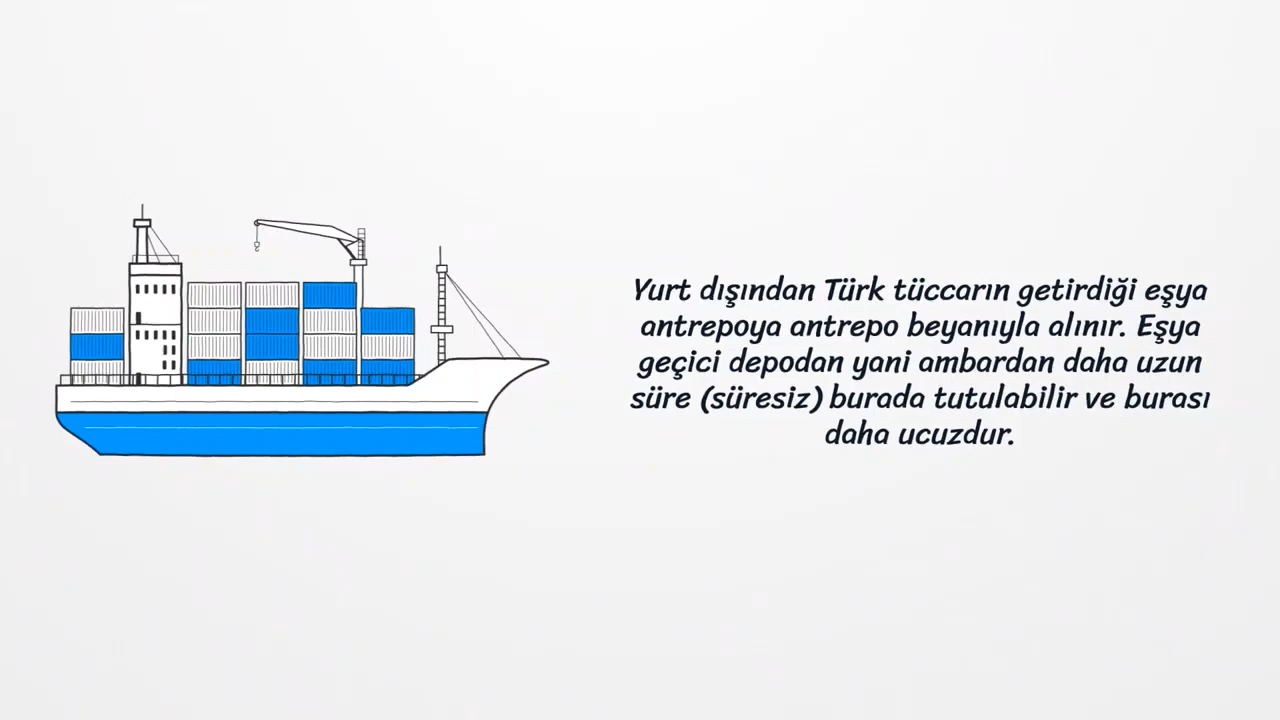 Yurt dışından Türk tüccarın getirdiği eşya
antrepoya antrepo beyanıyla alınır. Eşya
geçici depodan yani ambardan daha uzun
süre (süresiz) burada tutulabilir ve burası
daha ucuzdur.